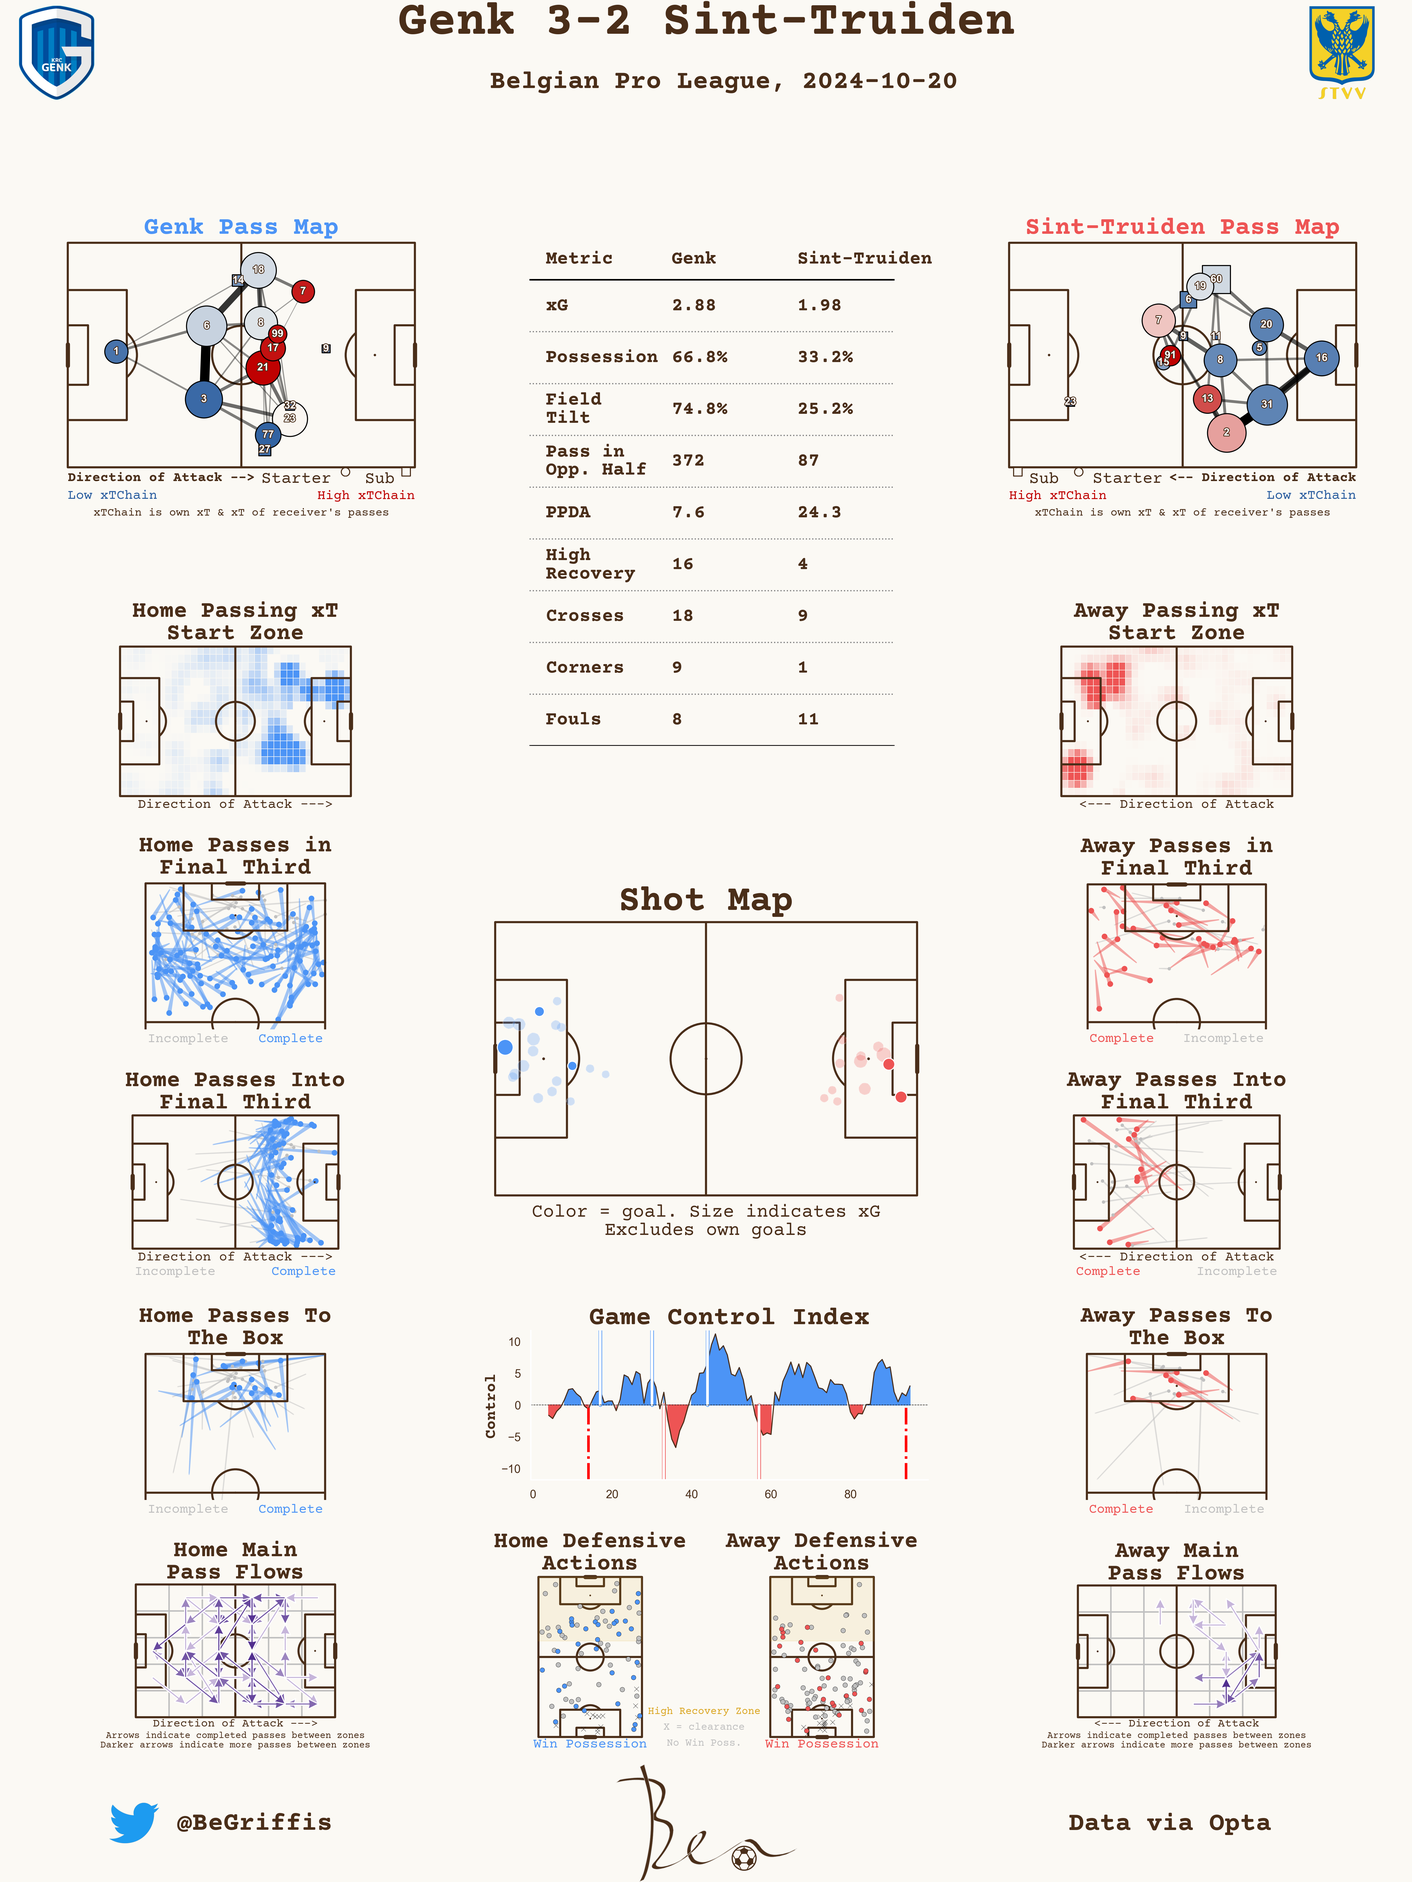 Genk 3-2 Sint-Truiden
Belgian Pro League, 2024-10-20
KRC
GENK
STVV
Genk Pass Map
18
14
7
6
8
99
17
9
1
21
3
32
23
77
27
Direction of Attack --> Starter Sub
Low xTChain High xTChain
xTChain is own xT & xT of receiver's passes
Metric Genk Sint-Truiden
xG 2.88 1.98
Possession 66.8% 33.2%
Field
Tilt 74.8% 25.2%
Pass in
Opp. Half 372 87
PPDA 7.6 24.3
High
Recovery 16 4
Crosses 18 9
Corners 9 1
Fouls 8 11
Sint-Truiden Pass Map
60
19
6
7
20
9
11
5
91
15
8
16
13
23
31
2
Sub Starter <-- Direction of Attack
High xTChain Low xTChain
xTChain is own xT & xT of receiver's passes
Home Passing xT
Start Zone
Direction of Attack --->
Away Passing xT
Start Zone
<--- Direction of Attack
Home Passes in
Final Third
Incomplete Complete
Away Passes in
Final Third
Complete Incomplete
Shot Map
Color = goal. Size indicates xG
Excludes own goals
Home Passes Into
Final Third
Direction of Attack --->
Incomplete Complete
Away Passes Into
Final Third
<--- Direction of Attack
Complete Incomplete
Home Passes To
The Box
Incomplete Complete
Game Control Index
Control
10
5
0
−5
−10
0 20 40 60 80
Away Passes To
The Box
Complete Incomplete
Home Main
Pass Flows
Direction of Attack --->
Arrows indicate completed passes between zones
Darker arrows indicate more passes between zones
Home Defensive
Actions
Win Possession
High Recovery Zone
X = clearance
No Win Poss.
Away Defensive
Actions
Win Possession
Away Main
Pass Flows
<--- Direction of Attack
Arrows indicate completed passes between zones
Darker arrows indicate more passes between zones
@BeGriffis
Ben
Data via Opta